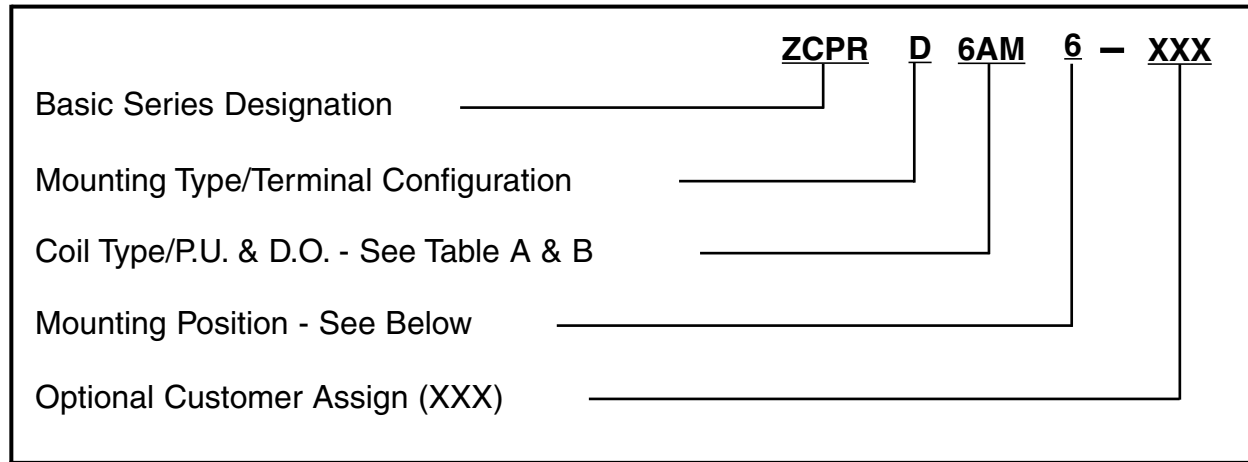 ZCPR D 6AM 6 – XXX
Basic Series Designation
Mounting Type/Terminal Configuration
Coil Type/P.U. & D.O. - See Table A & B
Mounting Position - See Below
Optional Customer Assign (XXX)